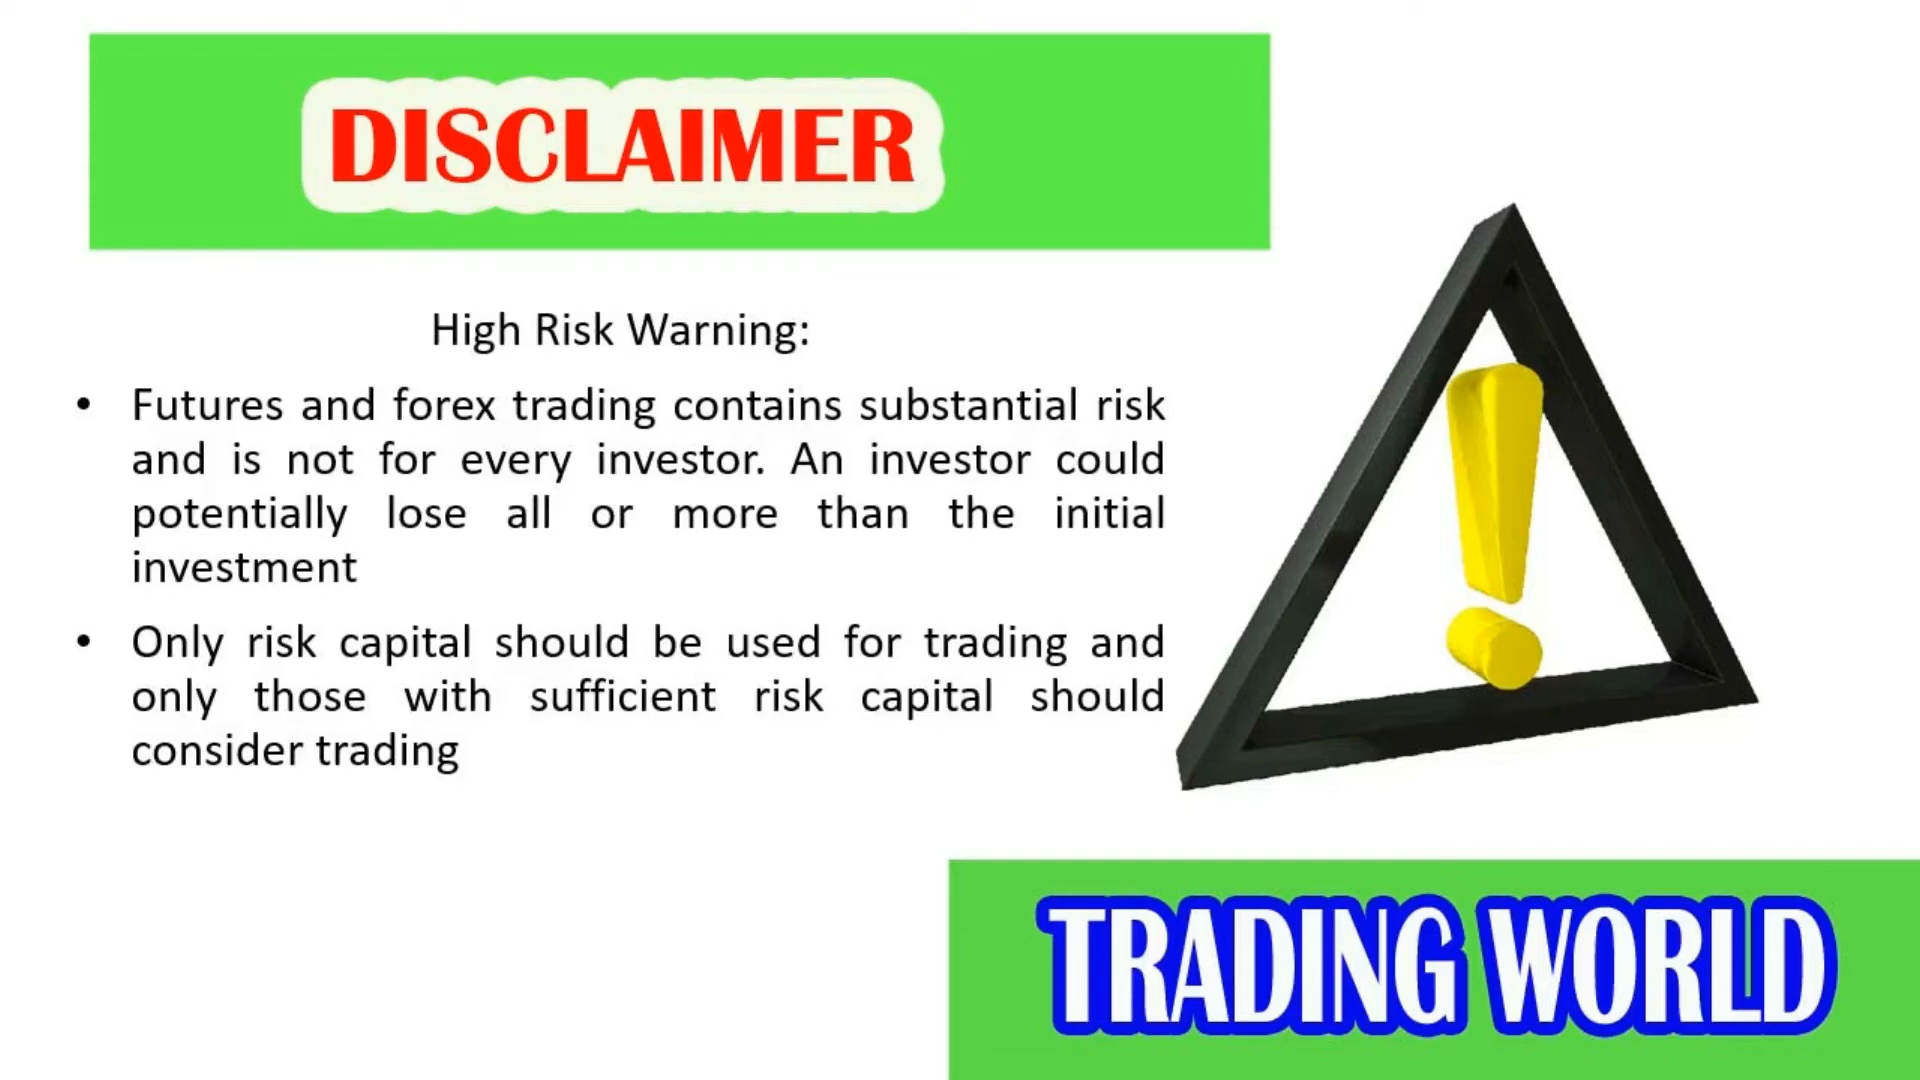 DISCLAIMER
High Risk Warning:
• Futures and forex trading contains substantial risk
and is not for every investor. An investor could
potentially lose all or more than the initial
investment
• Only risk capital should be used for trading and
only those with sufficient risk capital should
consider trading
TRADING WORLD